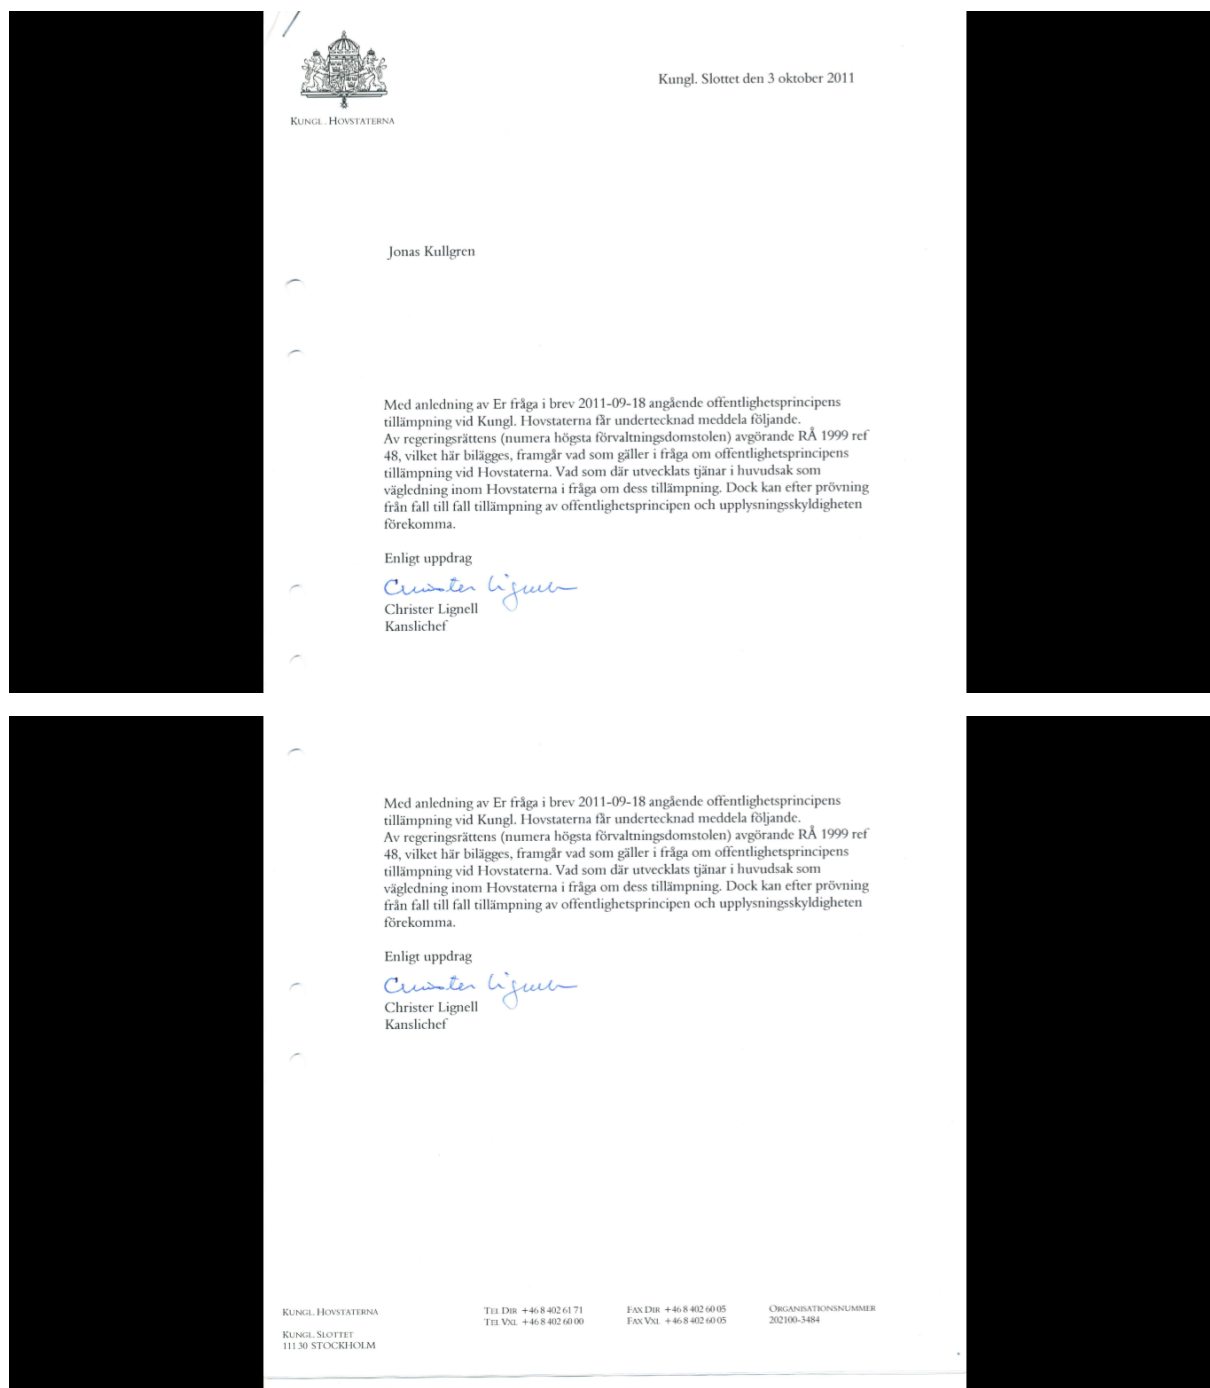 KUNGL. HOVSTATERNA
Kungl. Slottet den 3 oktober 2011
Jonas Kullgren
Med anledning av Er fråga i brev 2011-09-18 angående offentlighetsprincipens
tillämpning vid Kungl. Hovstaterna får undertecknad meddela följande.
Av regeringsrättens (numera högsta förvaltningsdomstolen) avgörande RÅ 1999 ref
48, vilket här bilägges, framgår vad som gäller i fråga om offentlighetsprincipens
tillämpning vid Hovstaterna. Vad som där utvecklats tjänar i huvudsak som
vägledning inom Hovstaterna i fråga om dess tillämpning. Dock kan efter prövning
från fall till fall tillämpning av offentlighetsprincipen och upplysningsskyldigheten
förekomma.
Enligt uppdrag
Christer Lignell
Christer Lignell
Kanslichef
Med anledning av Er fråga i brev 2011-09-18 angående offentlighetsprincipens
tillämpning vid Kungl. Hovstaterna får undertecknad meddela följande.
Av regeringsrättens (numera högsta förvaltningsdomstolen) avgörande RÅ 1999 ref
48, vilket här bilägges, framgår vad som gäller i fråga om offentlighetsprincipens
tillämpning vid Hovstaterna. Vad som där utvecklats tjänar i huvudsak som
vägledning inom Hovstaterna i fråga om dess tillämpning. Dock kan efter prövning
från fall till fall tillämpning av offentlighetsprincipen och upplysningsskyldigheten
förekomma.
Enligt uppdrag
Christer Lignell
Christer Lignell
Kanslichef
KUNGL. HOVSTATERNA
KUNGL. SLOTTET
111 30 STOCKHOLM
TEL DIR +46 8 402 61 71
TEL VXL +46 8 402 60 00
FAX DIR +46 8 402 60 05
FAX VXL +46 8 402 60 05
ORGANISATIONSNUMMER
202100-3484